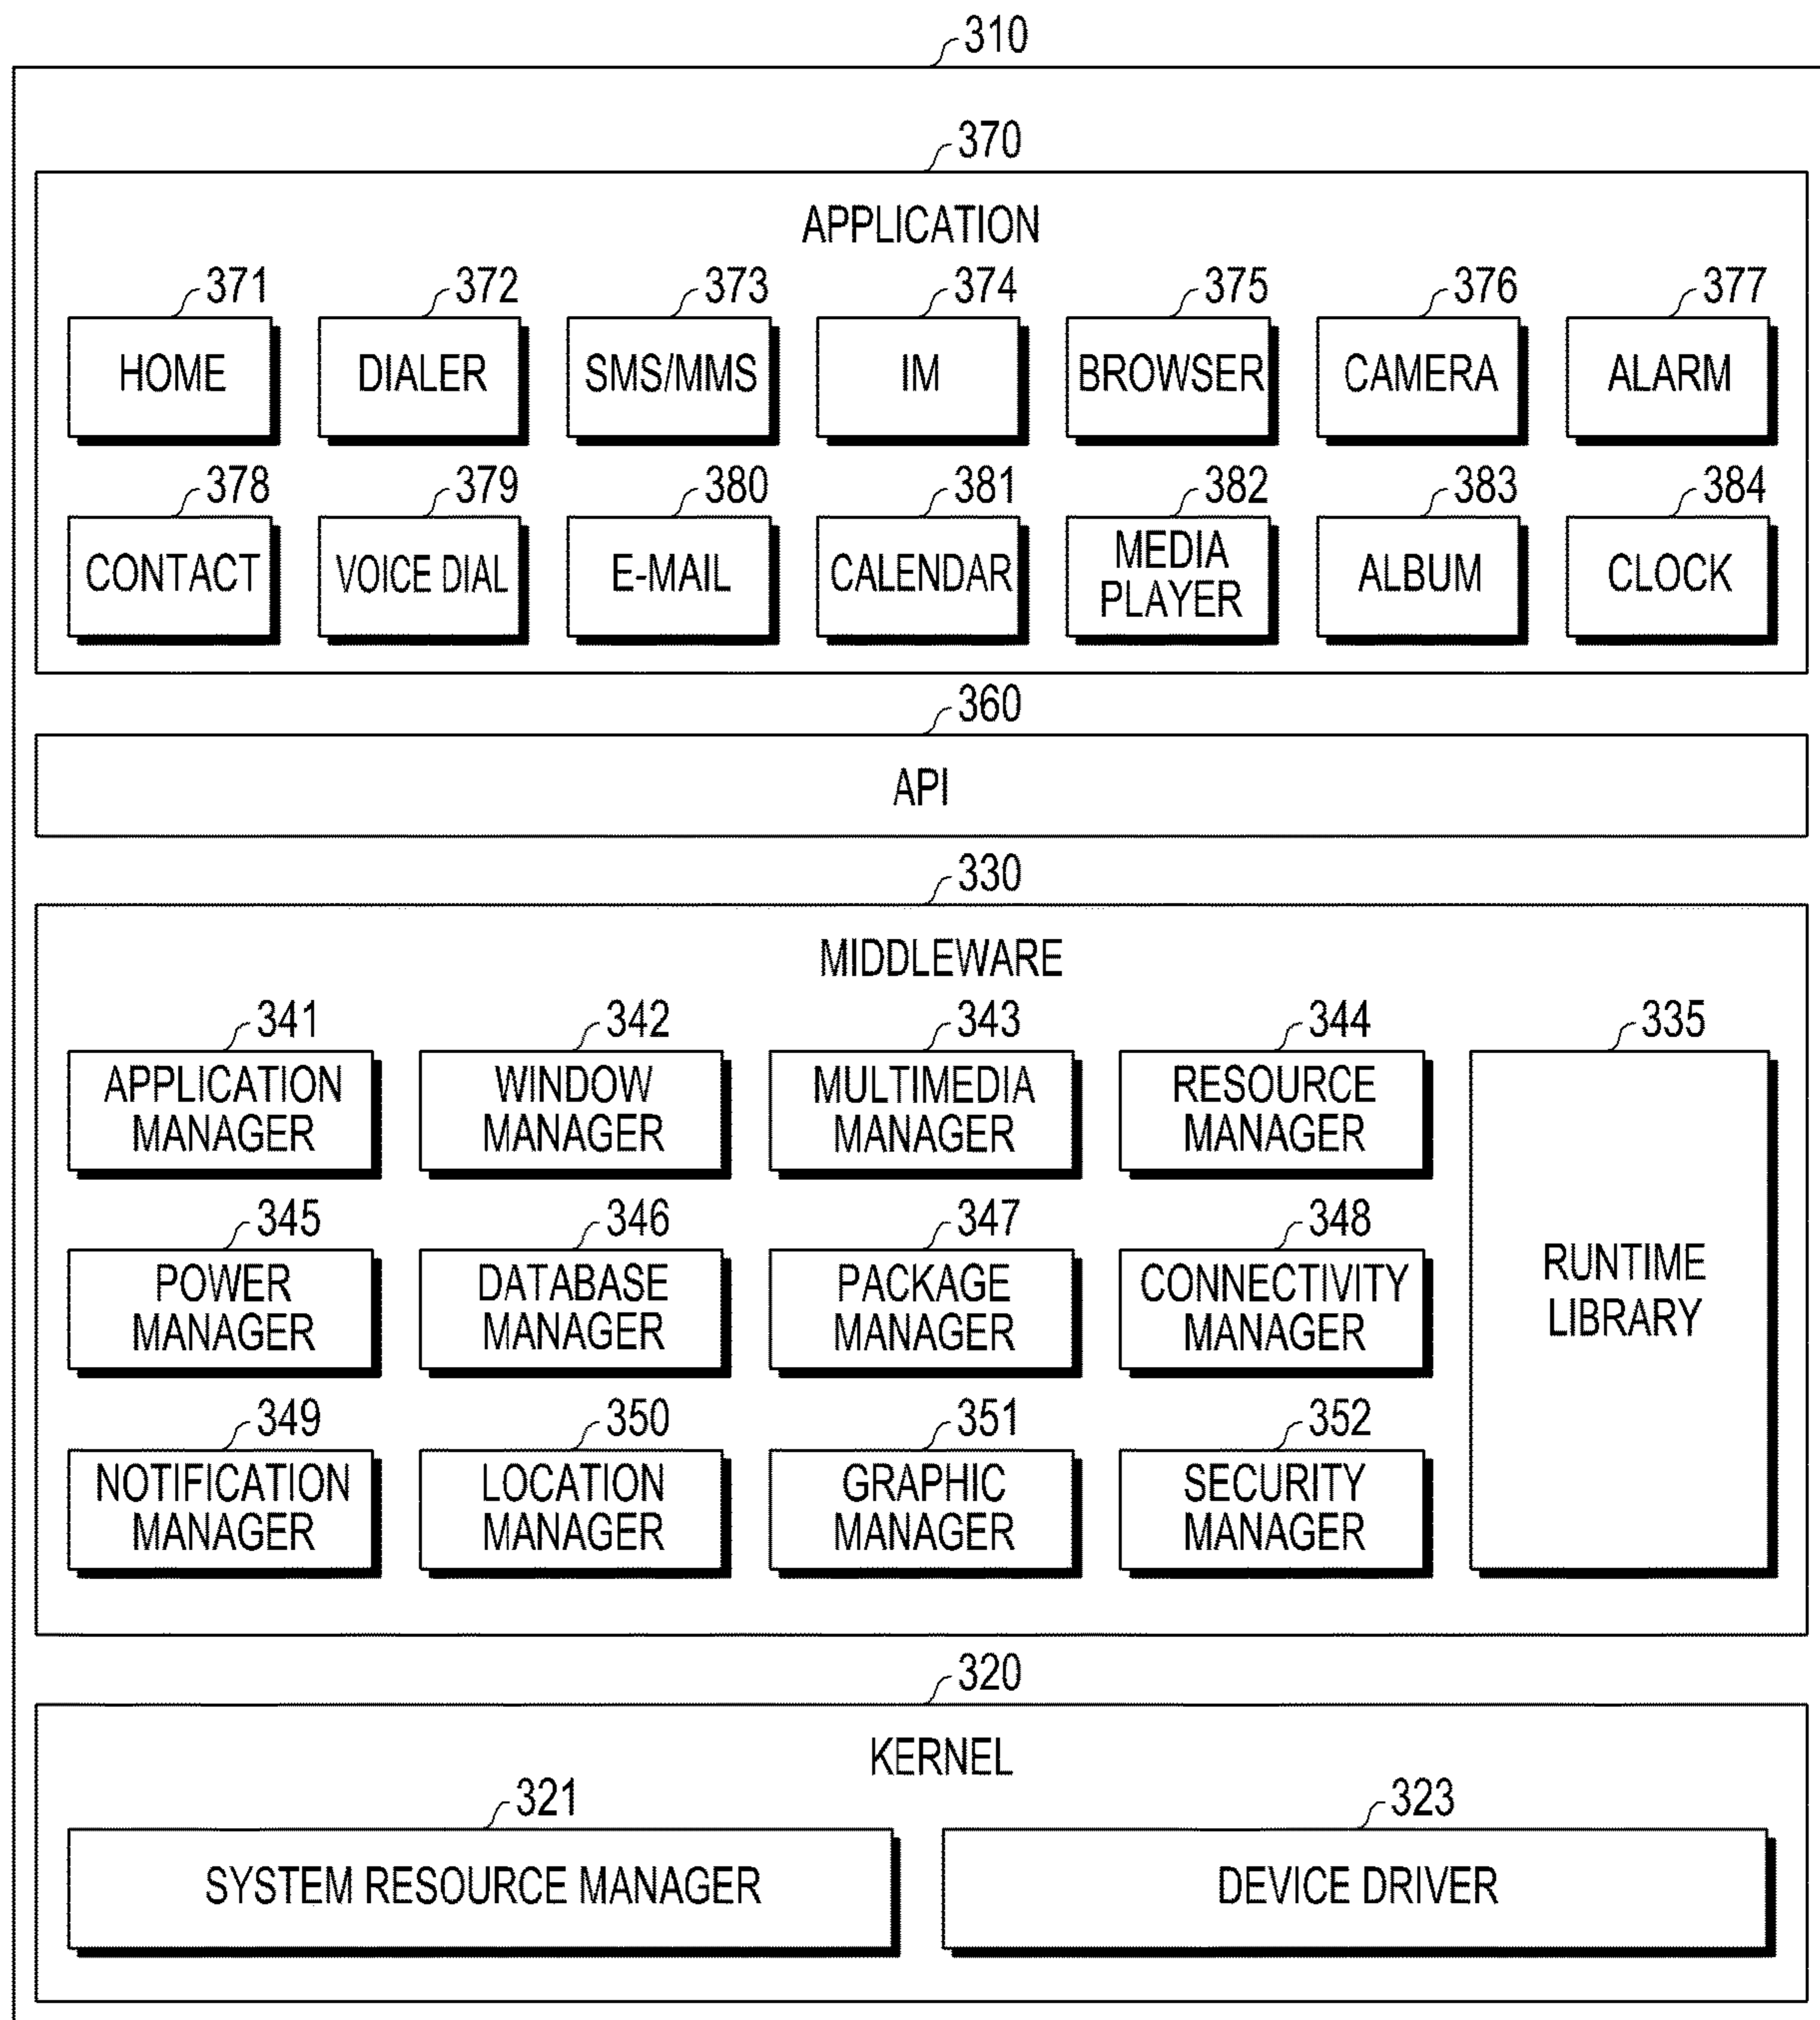 310
370
APPLICATION
371 372 373 374 375 376 377
HOME DIALER SMS/MMS IM BROWSER CAMERA ALARM
378 379 380 381 382 383 384
CONTACT VOICE DIAL E-MAIL CALENDAR MEDIA PLAYER ALBUM CLOCK
360
API
330
MIDDLEWARE
341 342 343 344 335
APPLICATION MANAGER
WINDOW MANAGER
MULTIMEDIA MANAGER
RESOURCE MANAGER
345 346 347 348
POWER MANAGER
DATABASE MANAGER
PACKAGE MANAGER
CONNECTIVITY MANAGER
RUNTIME LIBRARY
349 350 351 352
NOTIFICATION MANAGER
LOCATION MANAGER
GRAPHIC MANAGER
SECURITY MANAGER
320
KERNEL
321 323
SYSTEM RESOURCE MANAGER DEVICE DRIVER